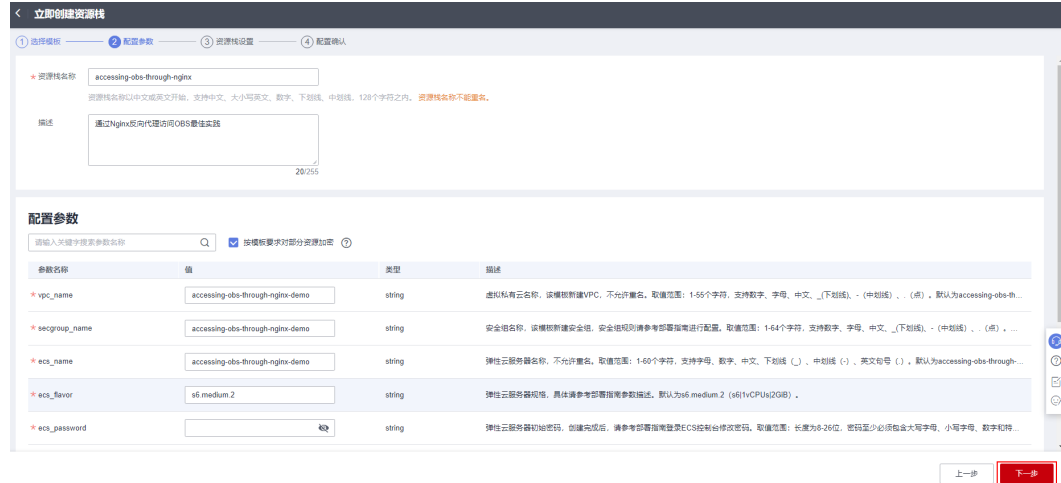 立即创建资源栈
1 选择模板 2 配置参数 3 资源栈设置 4 配置确认
* 资源栈名称 accessing-obs-through-nginx
资源栈名称以中文或英文开始，支持中文、大小写英文、数字、下划线、中划线，128个字符之内。资源栈名称不能重名。
描述 通过Nginx反向代理访问OBS最佳实践
20/255
配置参数
请输入关键字搜索参数名称 按模板要求对部分资源加密
参数名称 值 类型 描述
* vpc_name accessing-obs-through-nginx-demo string 虚拟私有云名称，该模板新建VPC，不允许重名。取值范围：1-55个字符，支持数字、字母、中文、_(下划线)、-（中划线）、.（点）。默认为accessing-obs-th...
* secgroup_name accessing-obs-through-nginx-demo string 安全组名称，该模板新建安全组，安全组规则请参考部署指南进行配置。取值范围：1-64个字符，支持数字、字母、中文、_(下划线)、-（中划线）、.（点）。...
* ecs_name accessing-obs-through-nginx-demo string 弹性云服务器名称，不允许重名。取值范围：1-60个字符，支持字母、数字、中文、下划线（_）、中划线（-）、英文句号（.）。默认为accessing-obs-through-...
* ecs_flavor s6.medium.2 string 弹性云服务器规格，具体请参考部署指南参数描述。默认为s6.medium.2（s6|1vCPUs|2GiB）。
* ecs_password string 弹性云服务器初始密码，创建完成后，请参考部署指南登录ECS控制台修改密码。取值范围：长度为8-26位，密码至少必须包含大写字母、小写字母、数字和特...
上一步 下一步